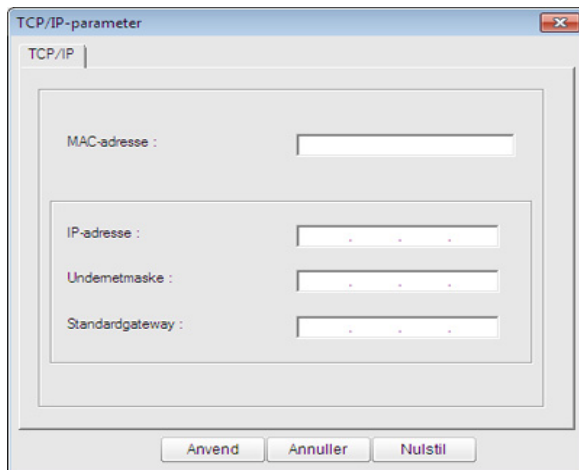 TCP/IP-parameter
TCP/IP
MAC-adresse :
IP-adresse :
Undernetmaske :
Standardgateway :
Anvend Annuller Nulstil